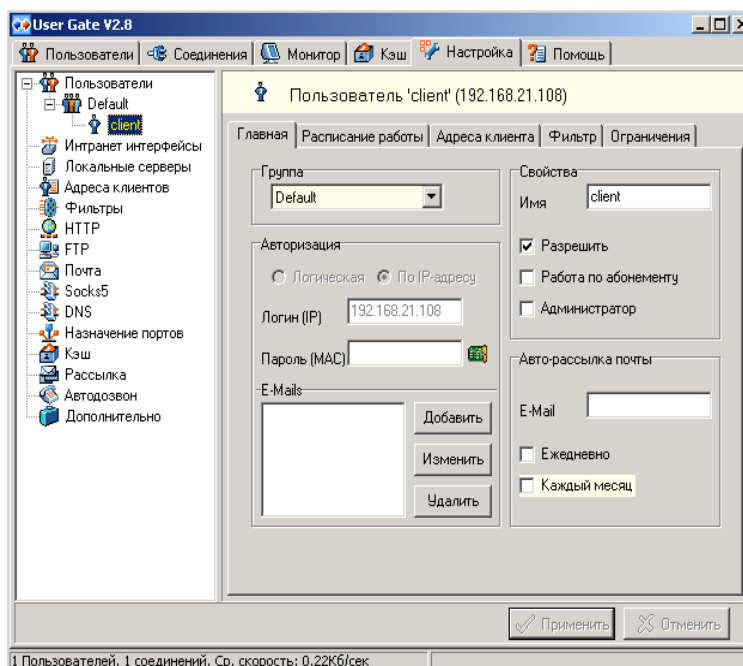 User Gate V2.8
Пользователи Соединения Монитор Кэш Настройка Помощь
Пользователи
Default
client
Интранет интерфейсы
Локальные серверы
Адреса клиентов
Фильтры
HTTP
FTP
Почта
Socks5
DNS
Назначение портов
Кэш
Рассылка
Автодозвон
Дополнительно
Пользователь 'client' (192.168.21.108)
Главная Расписание работы Адреса клиента Фильтр Ограничения
Группа
Default
Авторизация
Логическая По IP-адресу
Логин (IP) 192.168.21.108
Пароль (MAC)
E-Mails
Добавить
Изменить
Удалить
Свойства
Имя client
Разрешить
Работа по абонементу
Администратор
Авто-рассылка почты
E-Mail
Ежедневно
Каждый месяц
Применить Отменить
1 Пользователей, 1 соединений, Ср. скорость: 0.22Кб/сек